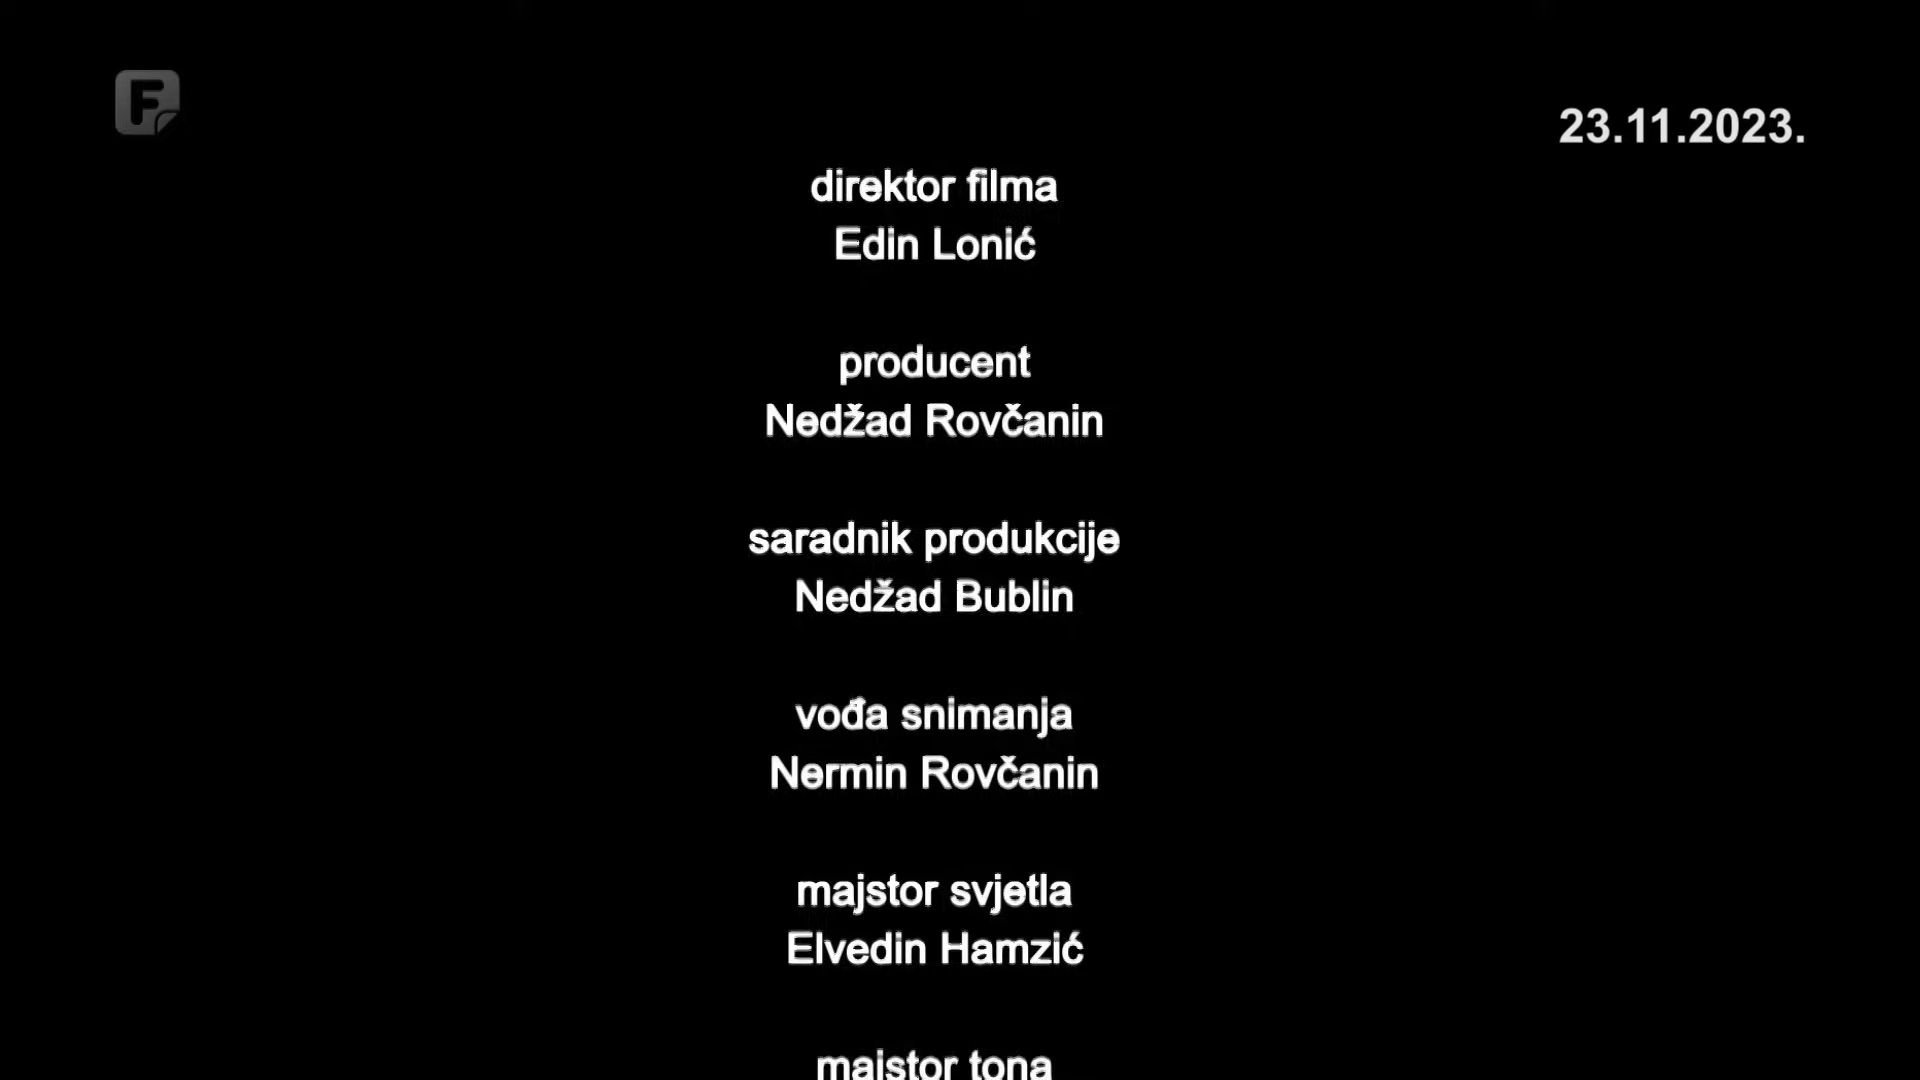 F
23.11.2023.
direktor filma
Edin Lonić
producent
Nedžad Rovčanin
saradnik produkcije
Nedžad Bublin
vođa snimanja
Nermin Rovčanin
majstor svjetla
Elvedin Hamzić
majstor tona